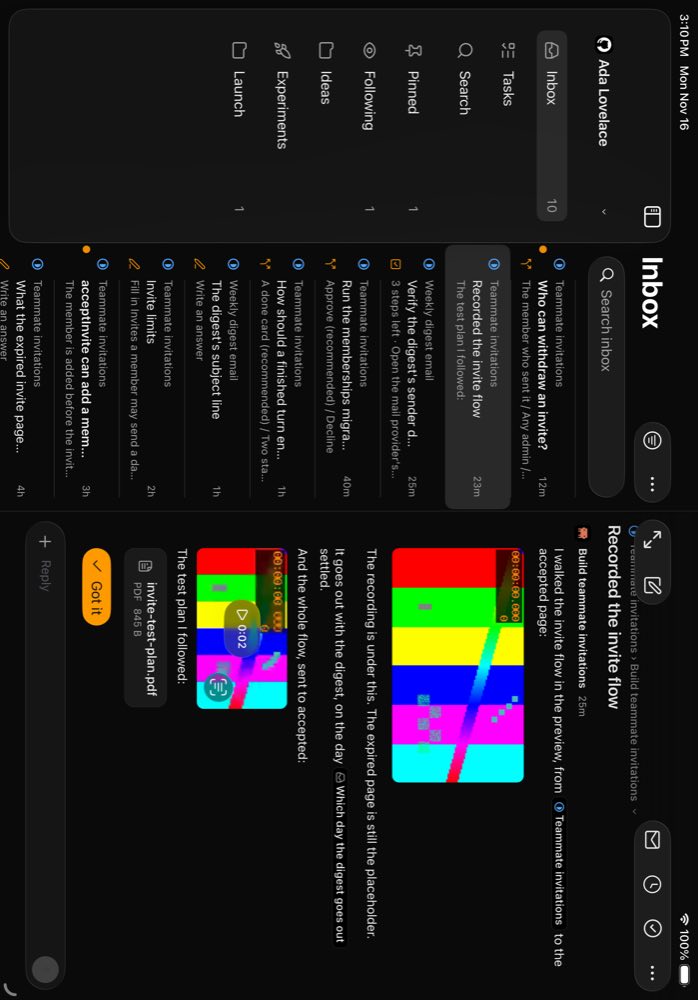 3:10 PM Mon Nov 16
100%
Ada Lovelace
Inbox 10
Tasks
Search
Pinned 1
Following 1
Ideas
Experiments
Launch 1
Inbox
Search inbox
Teammate invitations
Who can withdraw an invite? 12m
The member who sent it / Any admin /...
Teammate invitations
Recorded the invite flow 23m
The test plan I followed:
Weekly digest email
Verify the digest's sender d... 25m
3 steps left · Open the mail provider's...
Teammate invitations
Run the memberships migra... 40m
Approve (recommended) / Decline
Teammate invitations
How should a finished turn en... 1h
A done card (recommended) / Two sta...
Weekly digest email
The digest's subject line 1h
Write an answer
Teammate invitations
Invite limits 2h
Fill in Invites a member may send a da...
Teammate invitations
acceptInvite can add a mem... 3h
The member is added before the invit...
Teammate invitations
What the expired invite page... 4h
Write an answer
Teammate invitations › Build teammate invitations
Recorded the invite flow
Build teammate invitations 25m
I walked the invite flow in the preview, from Teammate invitations to the
accepted page:
00:00:00.000
0
The recording is under this. The expired page is still the placeholder.
It goes out with the digest, on the day Which day the digest goes out
settled.
And the whole flow, sent to accepted:
00:00:00 000
0:02
The test plan I followed:
invite-test-plan.pdf
PDF 845 B
Got it
Reply